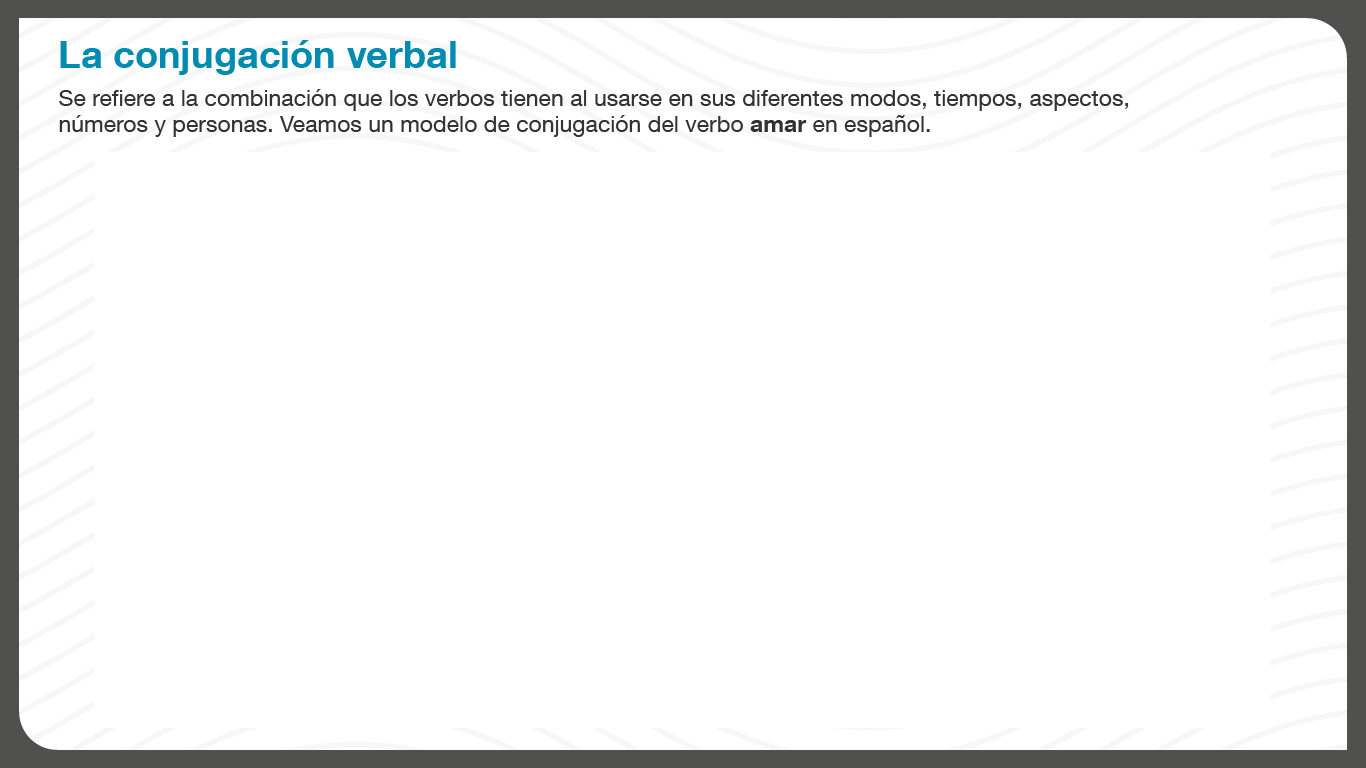 La conjugación verbal
Se refiere a la combinación que los verbos tienen al usarse en sus diferentes modos, tiempos, aspectos,
números y personas. Veamos un modelo de conjugación del verbo amar en español.